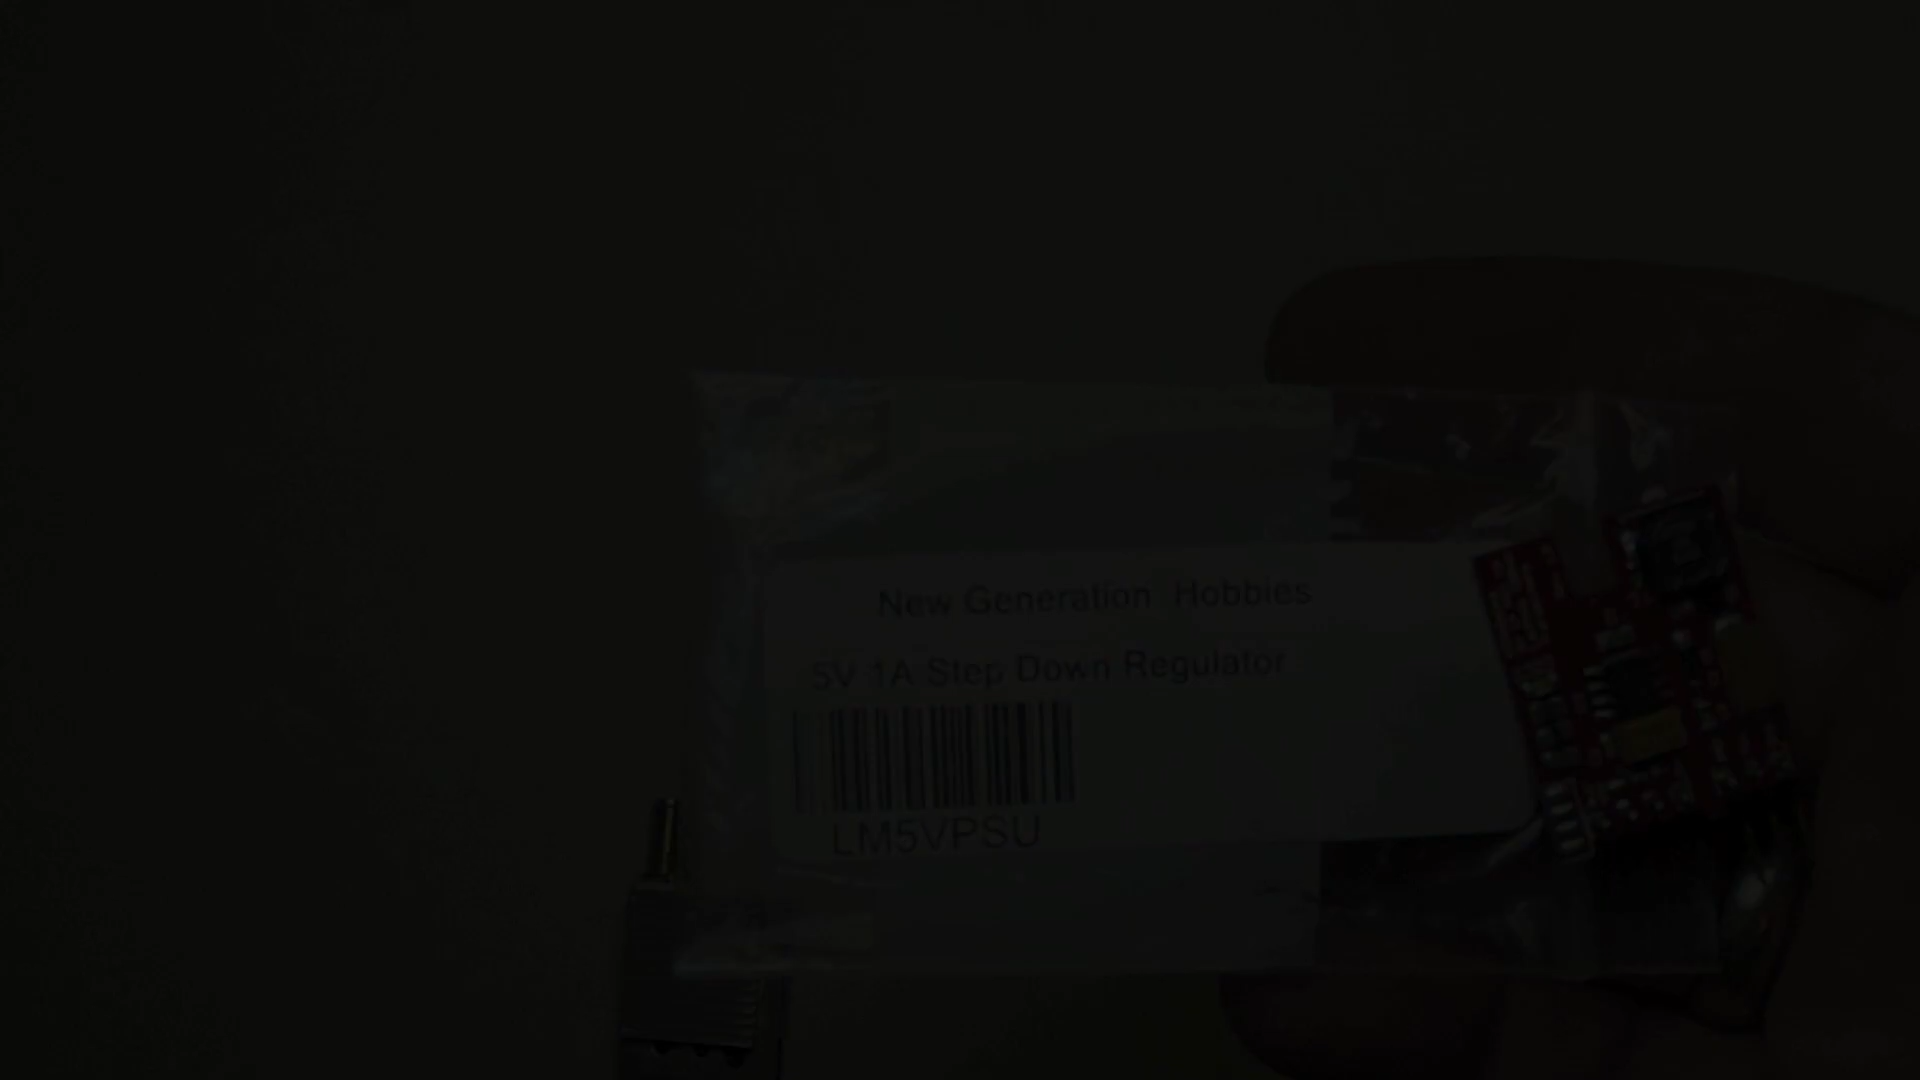 New Generation Hobbies
5V 1A Step Down Regulator
LM5VPSU